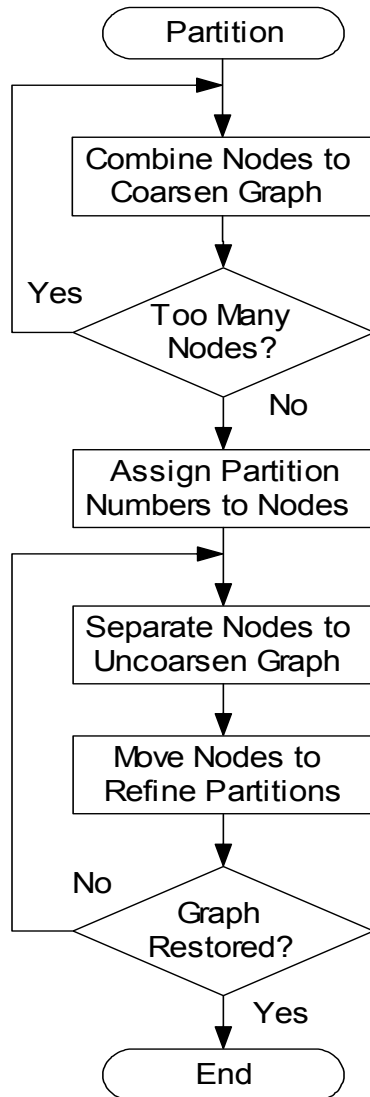 Partition
Combine Nodes to
Coarsen Graph
Yes
Too Many
Nodes?
No
Assign Partition
Numbers to Nodes
Separate Nodes to
Uncoarsen Graph
Move Nodes to
Refine Partitions
No
Graph
Restored?
Yes
End